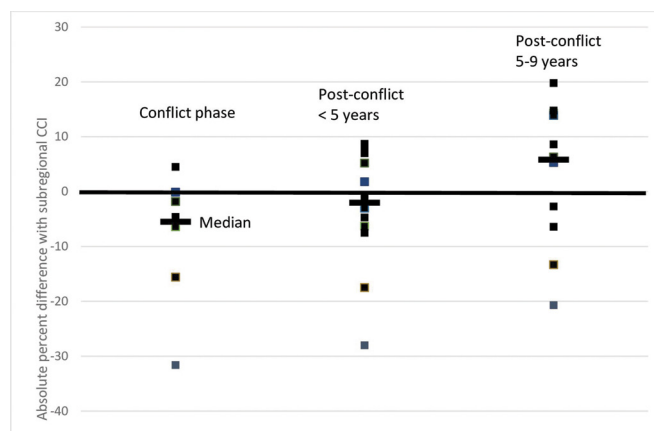 Absolute percent difference with subregional CCI
30
20
10
0
-10
-20
-30
-40
Conflict phase
Median
Post-conflict
< 5 years
Post-conflict
5-9 years